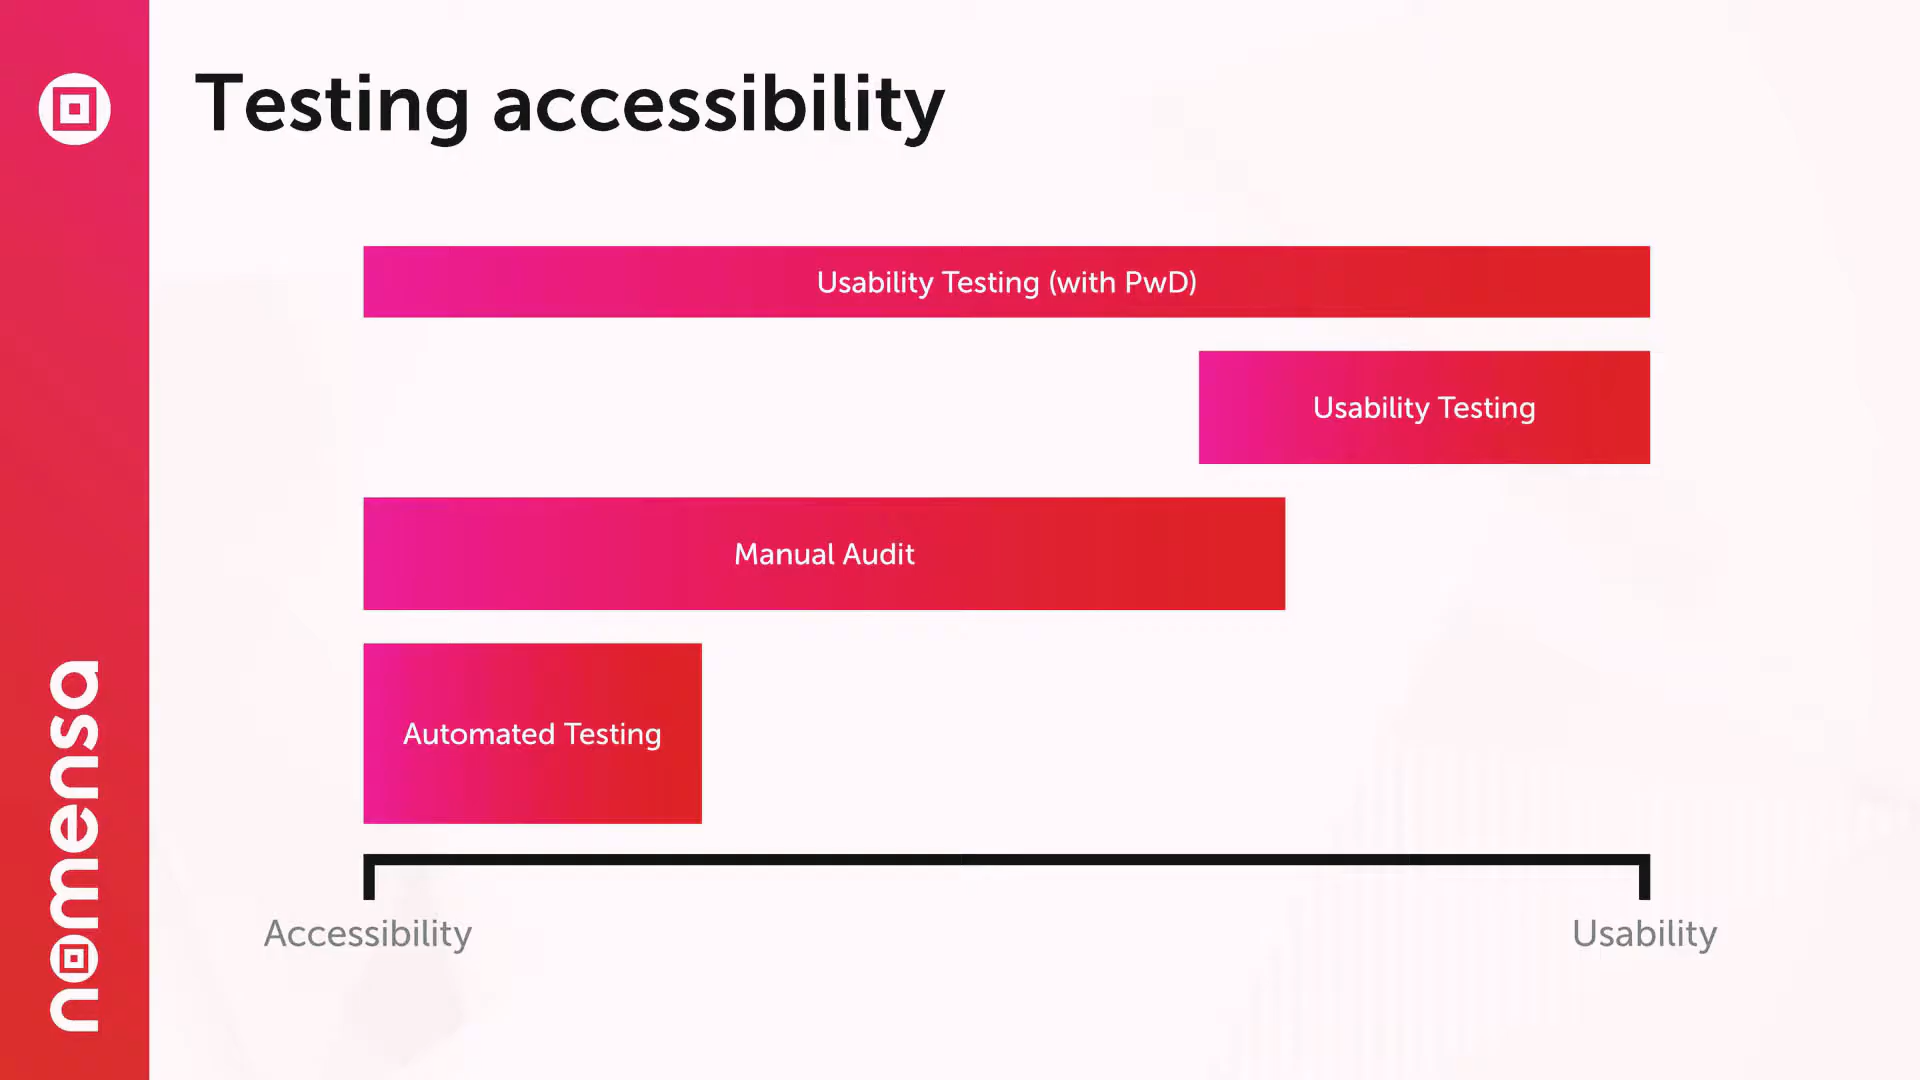 Testing accessibility
Usability Testing (with PwD)
Usability Testing
Manual Audit
Automated Testing
Accessibility
Usability
nomensa